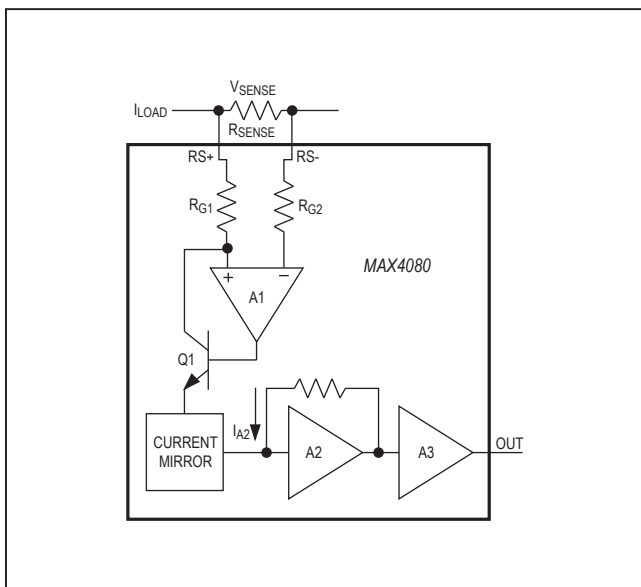 VSENSE
ILOAD
RSENSE
RS+ RS-
RG1 RG2
MAX4080
+ −
A1
Q1
IA2
CURRENT
MIRROR
A2
A3
OUT